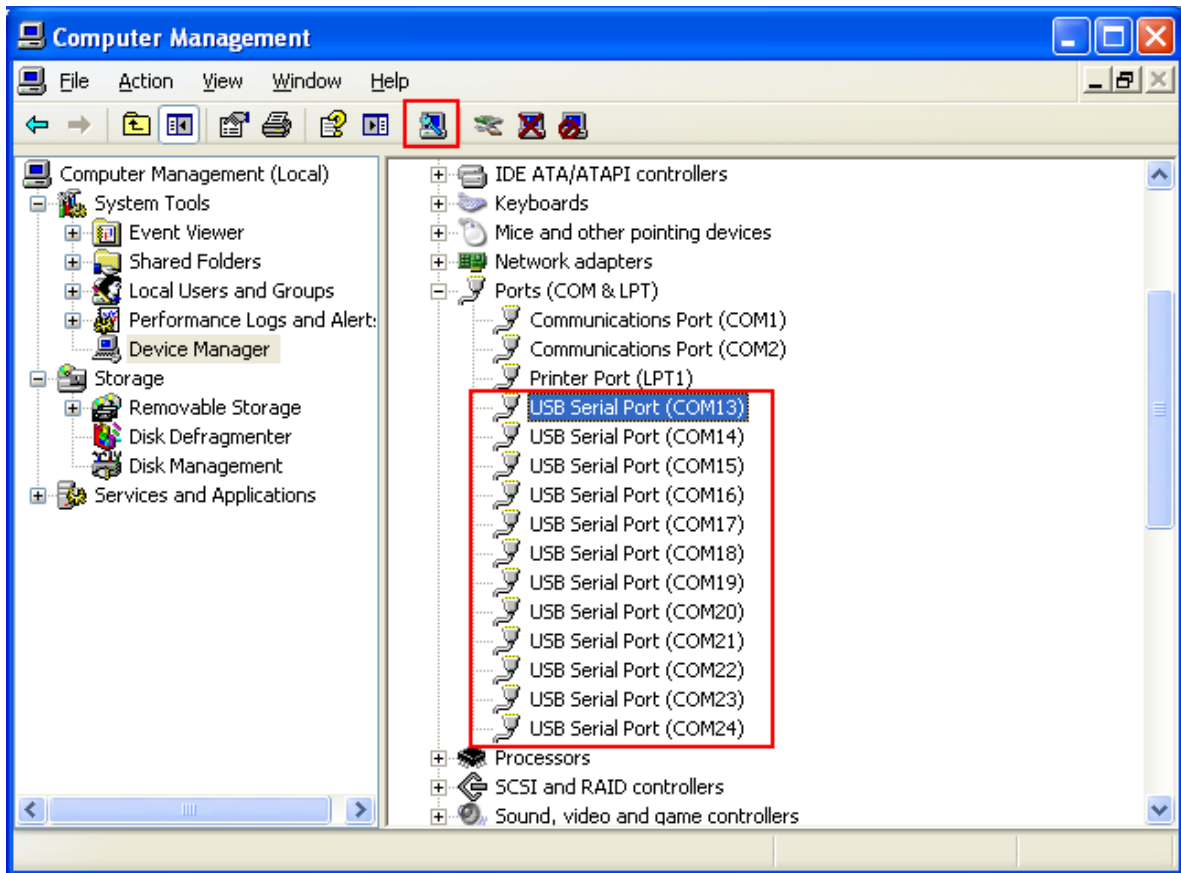 Computer Management
File Action View Window Help
Computer Management (Local)
System Tools
Event Viewer
Shared Folders
Local Users and Groups
Performance Logs and Alert:
Device Manager
Storage
Removable Storage
Disk Defragmenter
Disk Management
Services and Applications
IDE ATA/ATAPI controllers
Keyboards
Mice and other pointing devices
Network adapters
Ports (COM & LPT)
Communications Port (COM1)
Communications Port (COM2)
Printer Port (LPT1)
USB Serial Port (COM13)
USB Serial Port (COM14)
USB Serial Port (COM15)
USB Serial Port (COM16)
USB Serial Port (COM17)
USB Serial Port (COM18)
USB Serial Port (COM19)
USB Serial Port (COM20)
USB Serial Port (COM21)
USB Serial Port (COM22)
USB Serial Port (COM23)
USB Serial Port (COM24)
Processors
SCSI and RAID controllers
Sound, video and game controllers